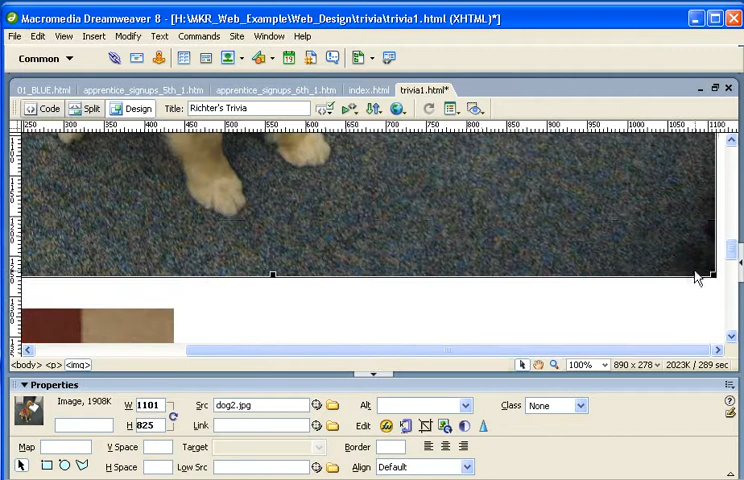 Macromedia Dreamweaver 8 - [H:\MKR_Web_Example\Web_Design\trivia\trivia1.html (XHTML)*]
File Edit View Insert Modify Text Commands Site Window Help
Common
01_BLUE.html apprentice_signups_5th_1.htm apprentice_signups_6th_1.htm index.html trivia1.html*
Code Split Design Title: Richter's Trivia
250 300 350 400 450 500 550 600 650 700 750 800 850 900 950 1000 1050 1100
<body> <p> <img> 100% 890 x 278 2023K / 289 sec
Properties
Image, 1908K W 1101 Src dog2.jpg Alt Class None
H 825 Link Edit
Map V Space Target Border
H Space Low Src Align Default